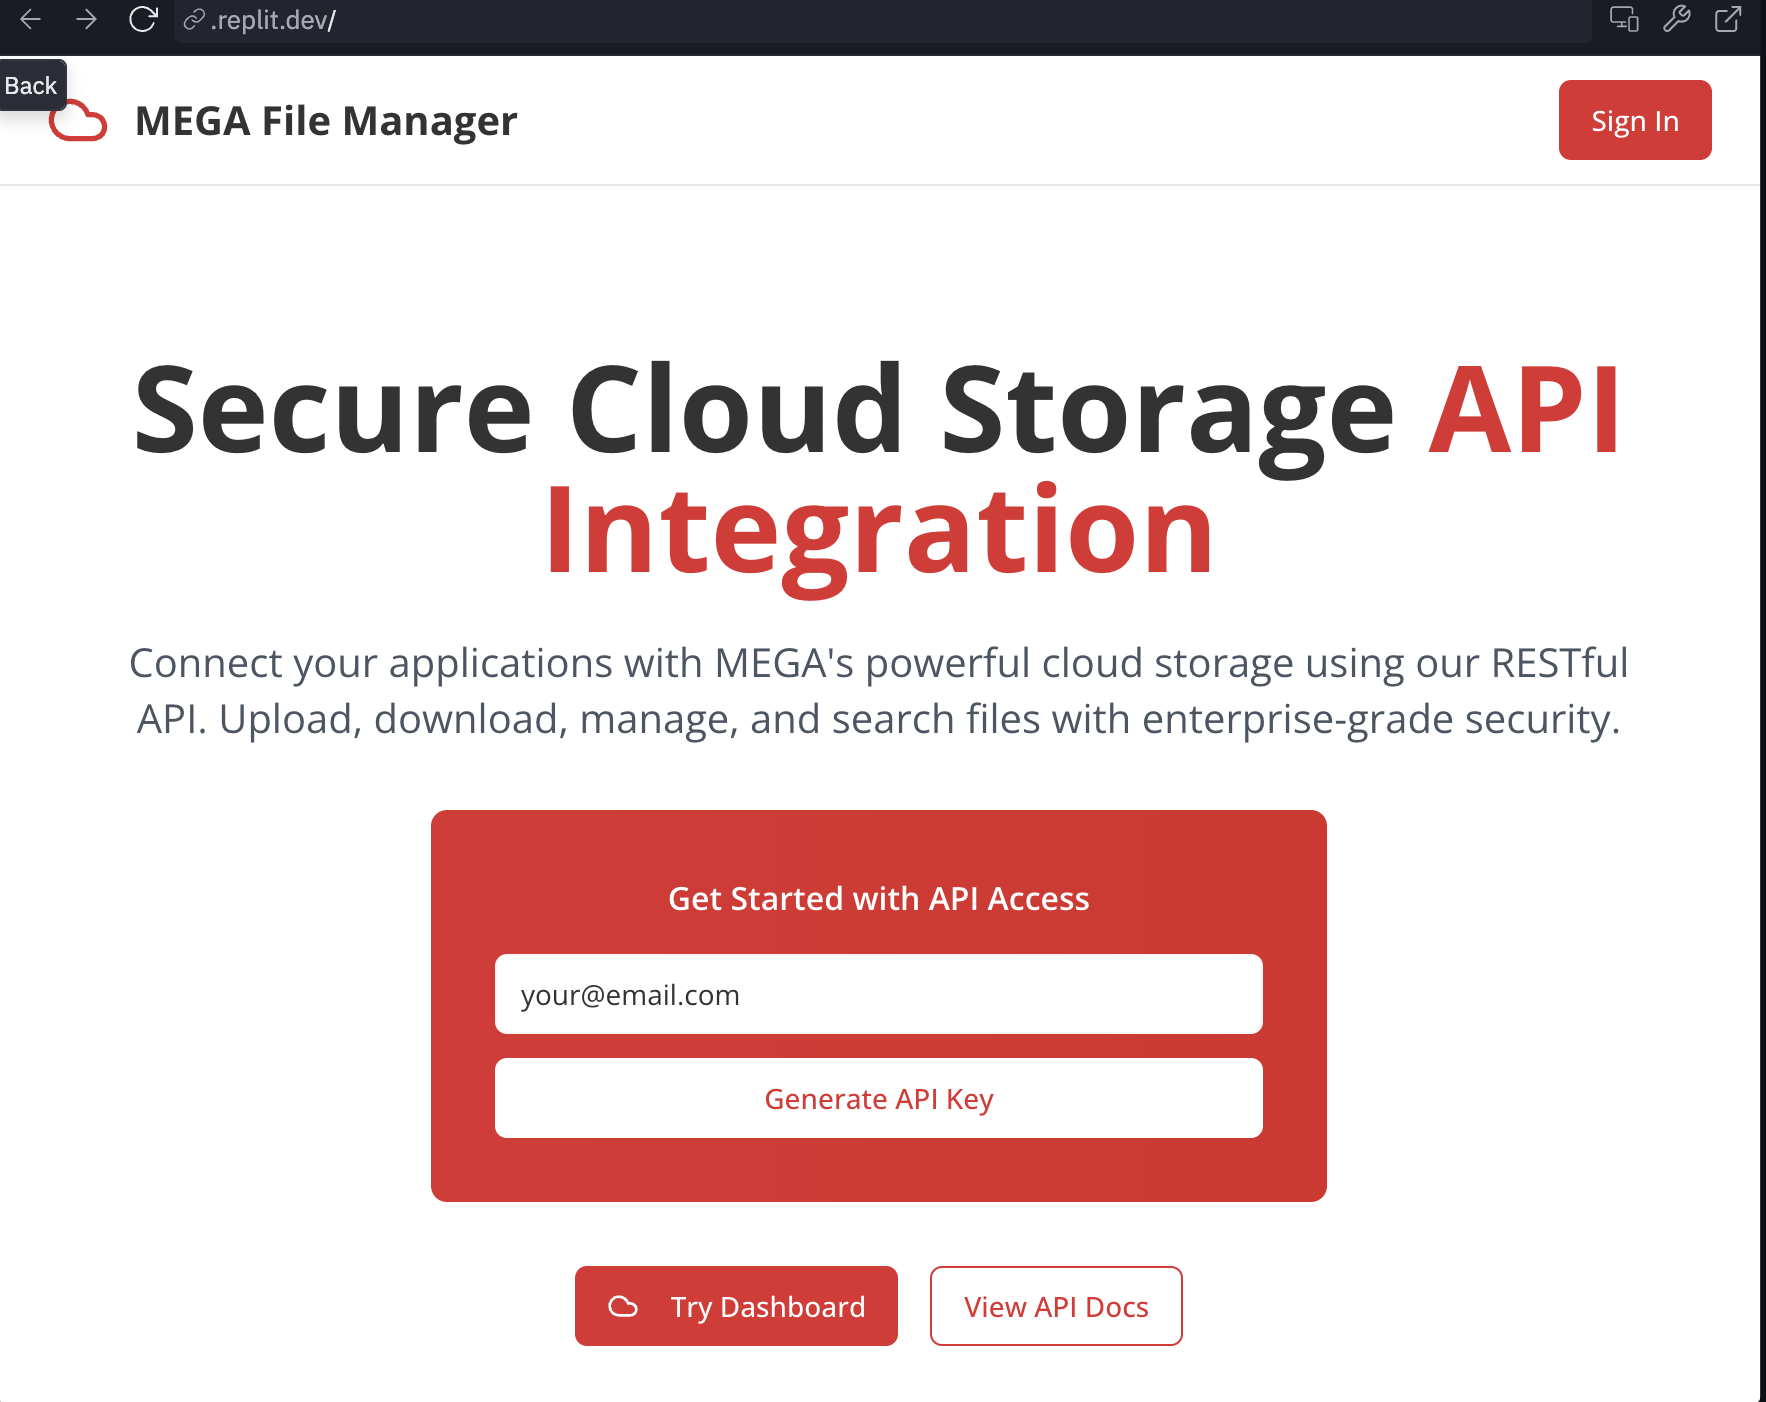 .replit.dev/
Back
MEGA File Manager
Sign In
Secure Cloud Storage API
Integration
Connect your applications with MEGA's powerful cloud storage using our RESTful
API. Upload, download, manage, and search files with enterprise-grade security.
Get Started with API Access
your@email.com
Generate API Key
Try Dashboard
View API Docs